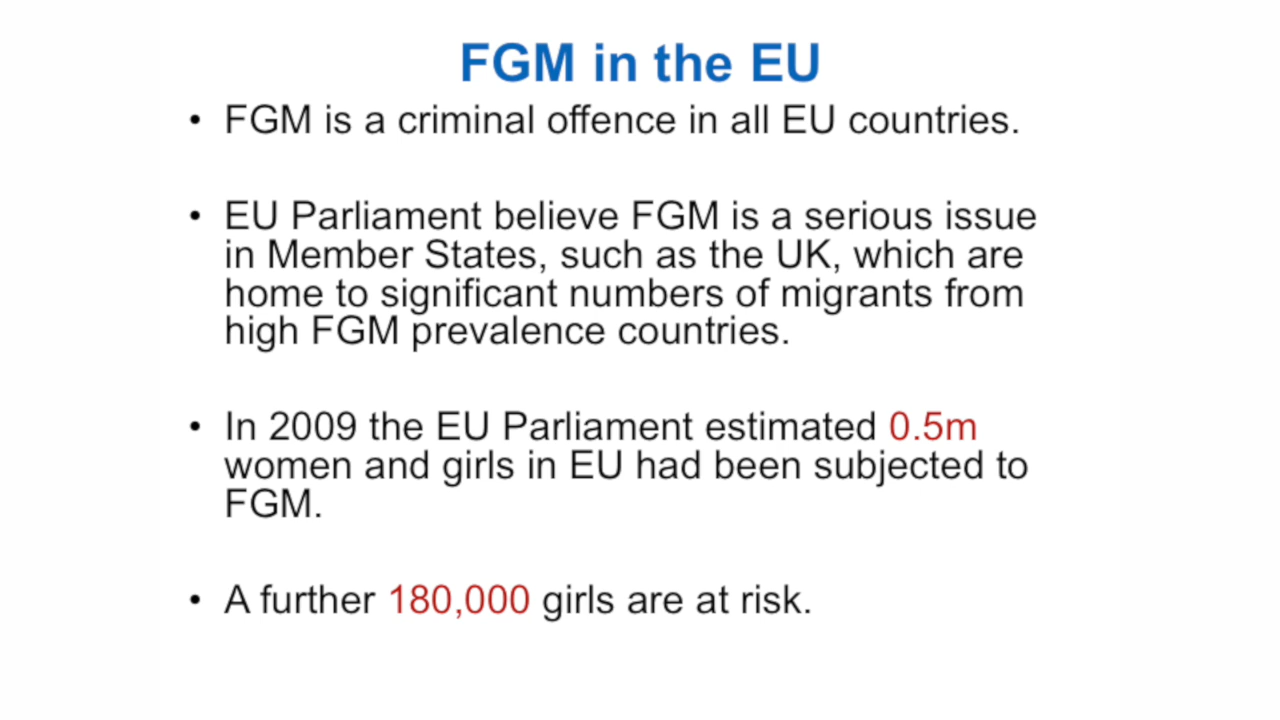 FGM in the EU
• FGM is a criminal offence in all EU countries.
• EU Parliament believe FGM is a serious issue
in Member States, such as the UK, which are
home to significant numbers of migrants from
high FGM prevalence countries.
• In 2009 the EU Parliament estimated 0.5m
women and girls in EU had been subjected to
FGM.
• A further 180,000 girls are at risk.